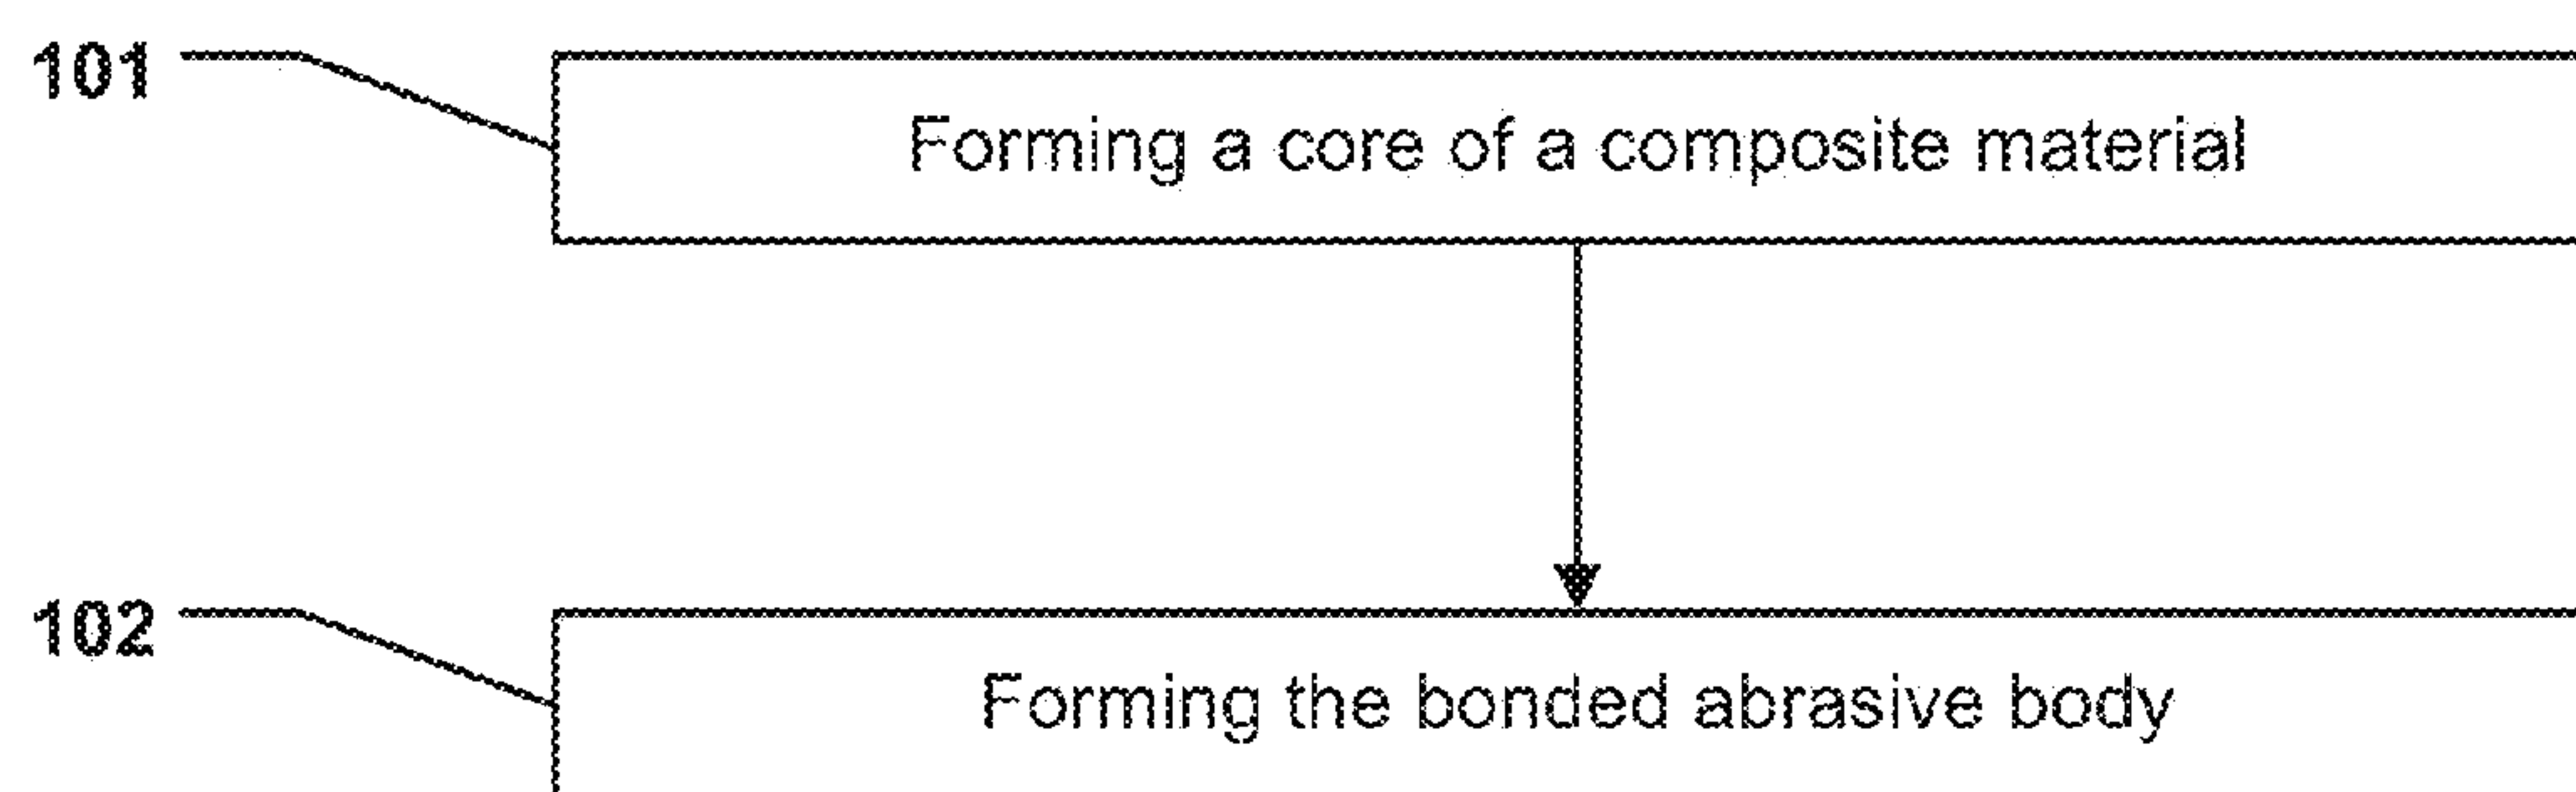 101
Forming a core of a composite material
102
Forming the bonded abrasive body